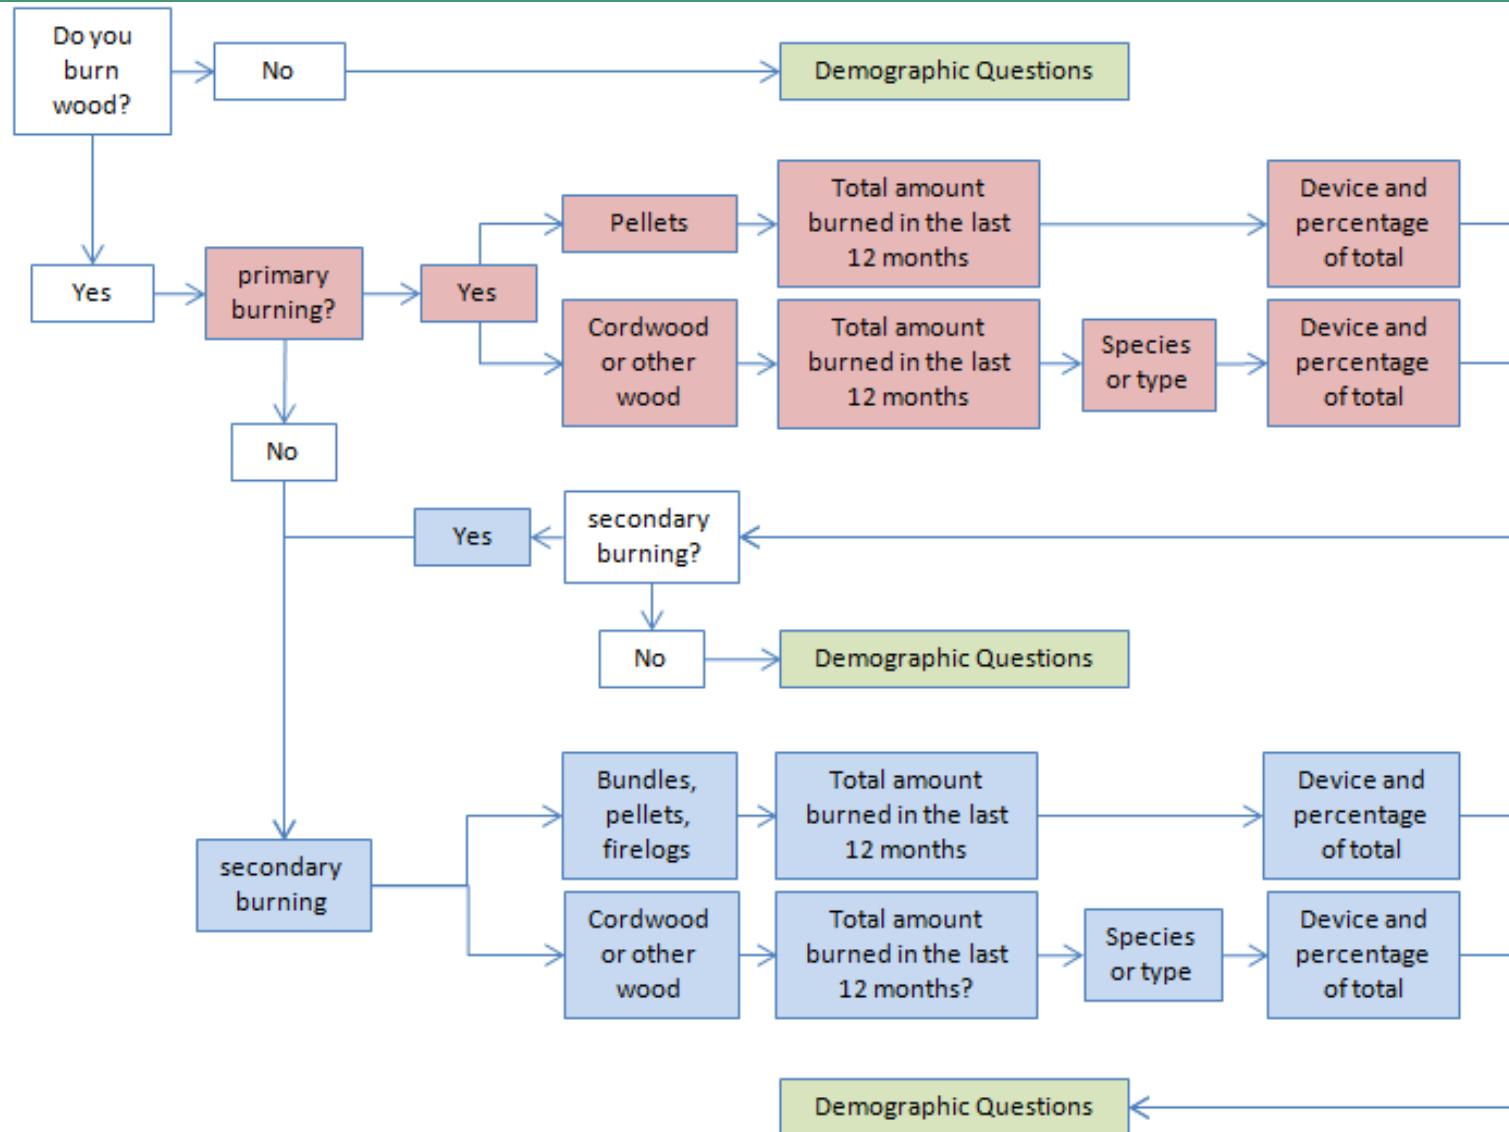 Do you
burn
wood?
No
Demographic Questions
Yes
primary
burning?
Yes
Pellets
Total amount
burned in the last
12 months
Device and
percentage
of total
Cordwood
or other
wood
Total amount
burned in the last
12 months
Species
or type
Device and
percentage
of total
No
Yes
secondary
burning?
No
Demographic Questions
secondary
burning
Bundles,
pellets,
firelogs
Total amount
burned in the last
12 months
Device and
percentage
of total
Cordwood
or other
wood
Total amount
burned in the last
12 months?
Species
or type
Device and
percentage
of total
Demographic Questions